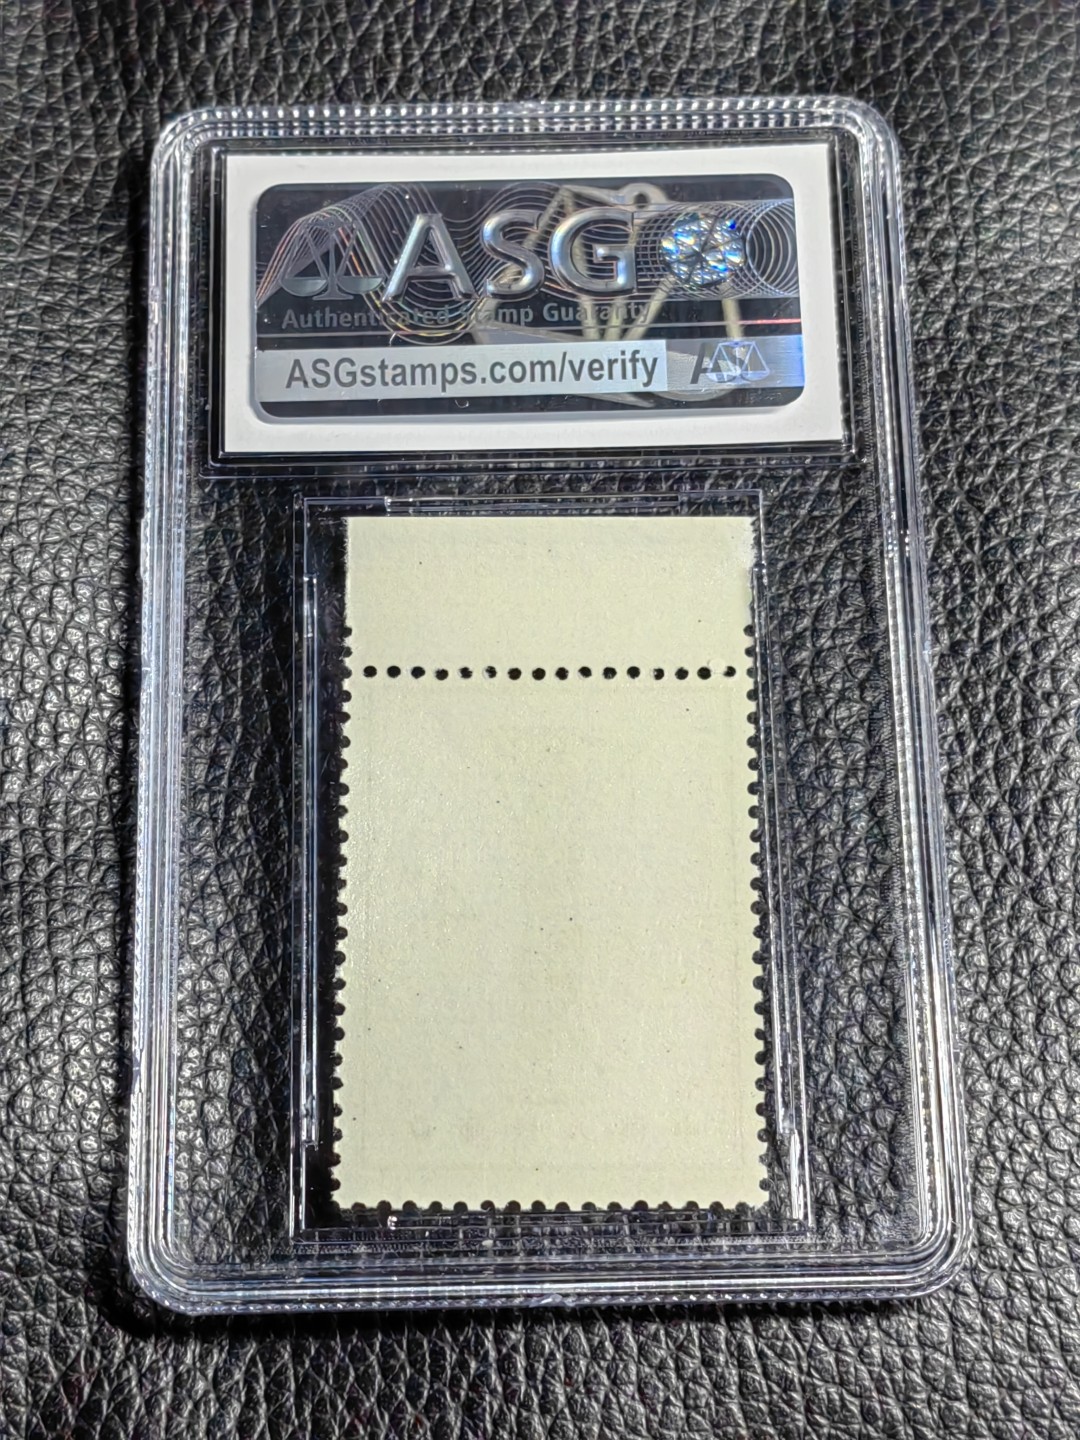 ASG
Authenticated Stamp Guaranty
ASGstamps.com/verify